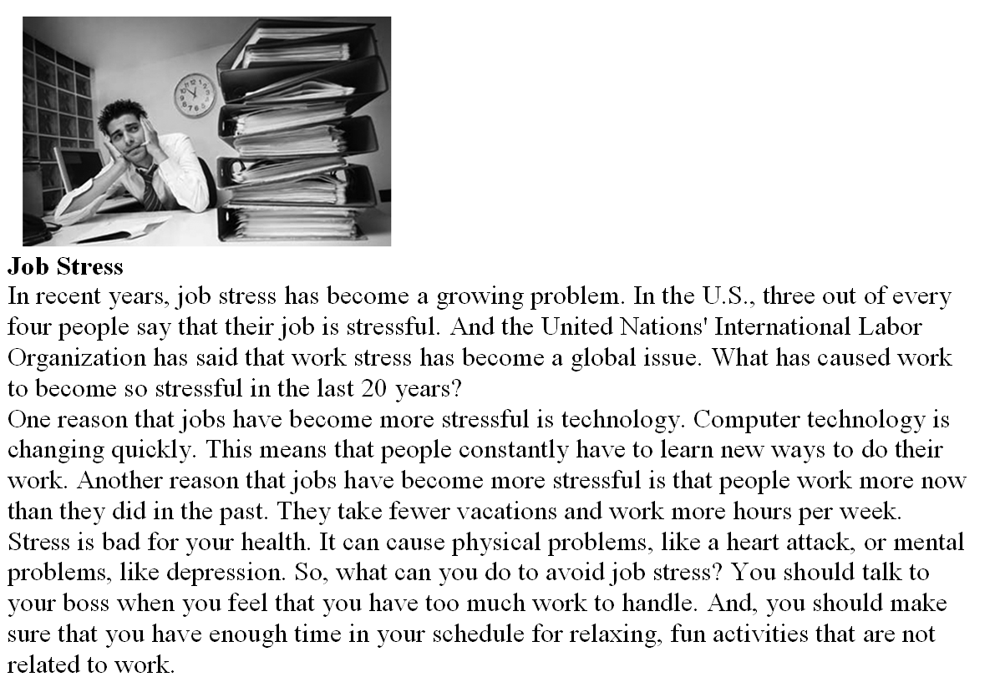 Job Stress
In recent years, job stress has become a growing problem. In the U.S., three out of every
four people say that their job is stressful. And the United Nations' International Labor
Organization has said that work stress has become a global issue. What has caused work
to become so stressful in the last 20 years?
One reason that jobs have become more stressful is technology. Computer technology is
changing quickly. This means that people constantly have to learn new ways to do their
work. Another reason that jobs have become more stressful is that people work more now
than they did in the past. They take fewer vacations and work more hours per week.
Stress is bad for your health. It can cause physical problems, like a heart attack, or mental
problems, like depression. So, what can you do to avoid job stress? You should talk to
your boss when you feel that you have too much work to handle. And, you should make
sure that you have enough time in your schedule for relaxing, fun activities that are not
related to work.